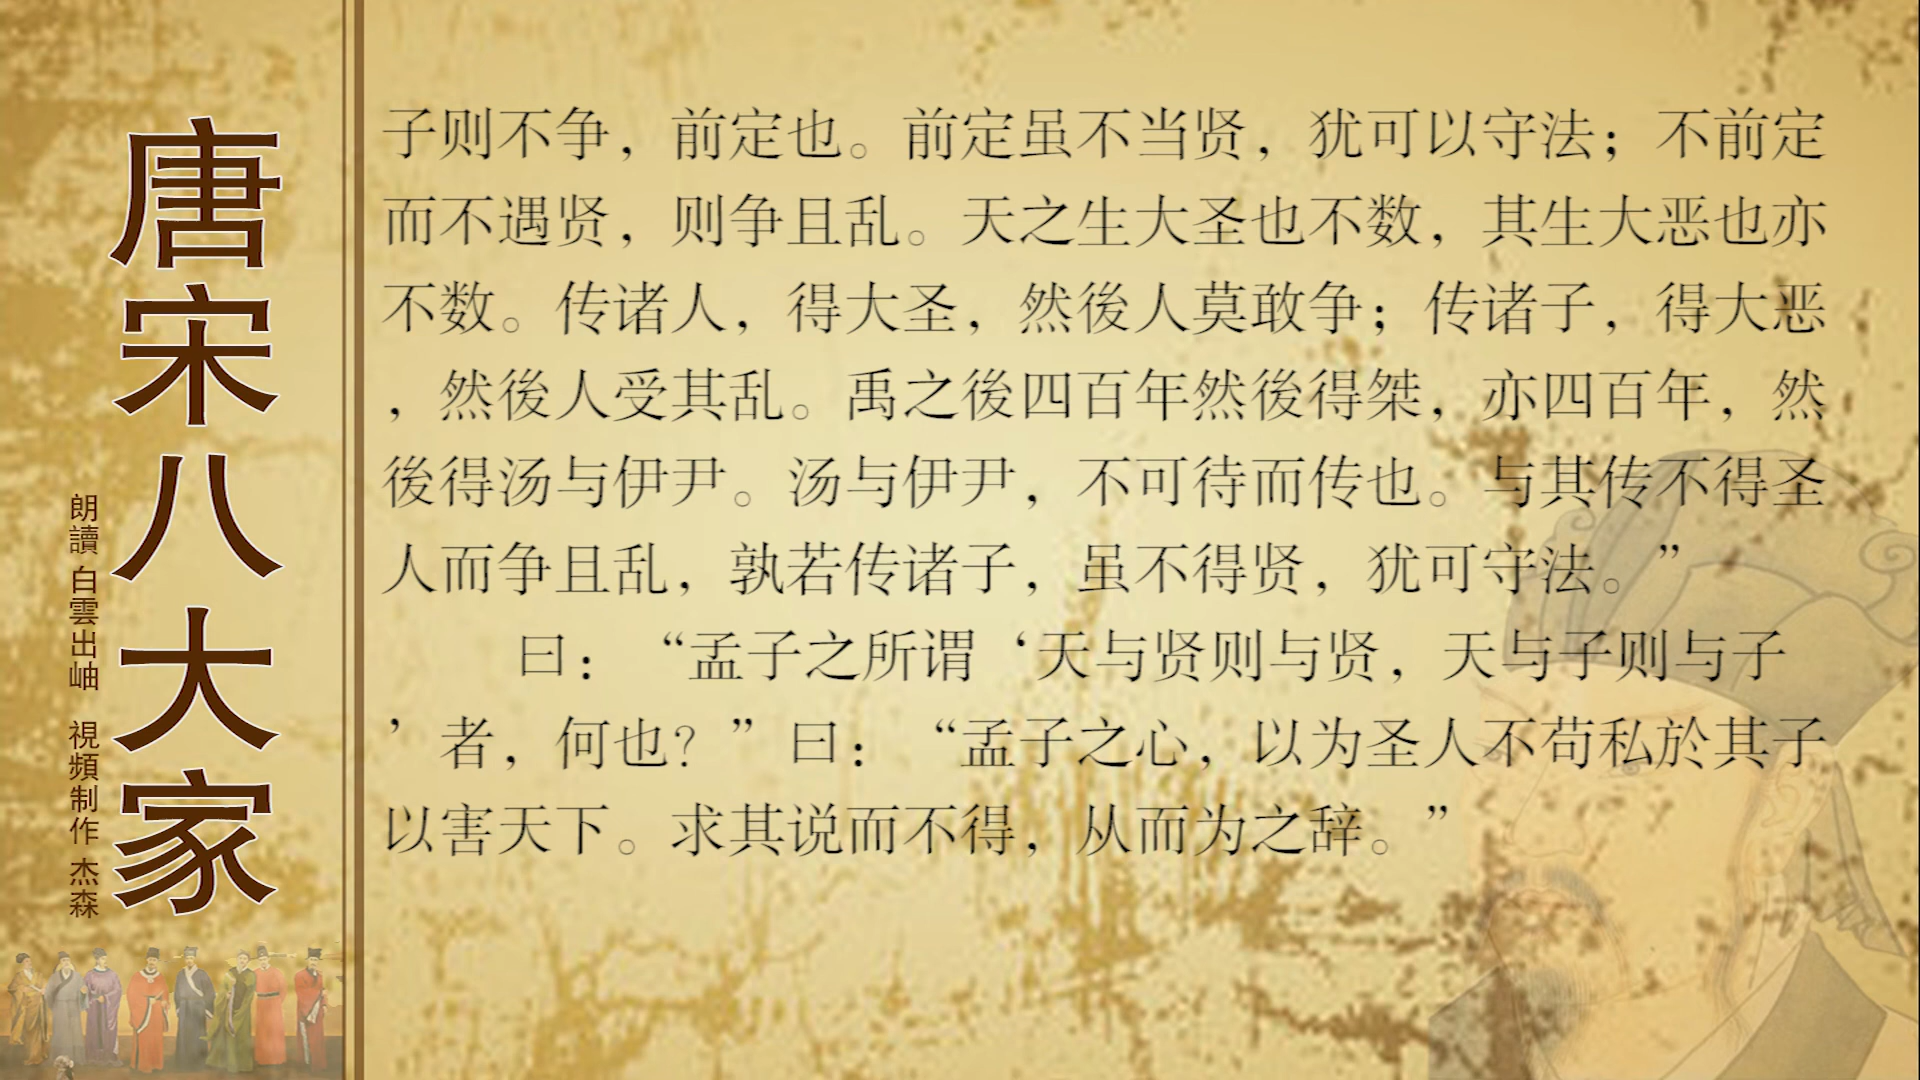 唐宋八大家
朗讀 白雲出岫 視頻制作 杰森
子则不争，前定也。前定虽不当贤，犹可以守法；不前定
而不遇贤，则争且乱。天之生大圣也不数，其生大恶也亦
不数。传诸人，得大圣，然後人莫敢争；传诸子，得大恶
，然後人受其乱。禹之後四百年然後得桀，亦四百年，然
後得汤与伊尹。汤与伊尹，不可待而传也。与其传不得圣
人而争且乱，孰若传诸子，虽不得贤，犹可守法。”
曰：“孟子之所谓‘天与贤则与贤，天与子则与子
’者，何也？”曰：“孟子之心，以为圣人不苟私於其子
以害天下。求其说而不得，从而为之辞。”